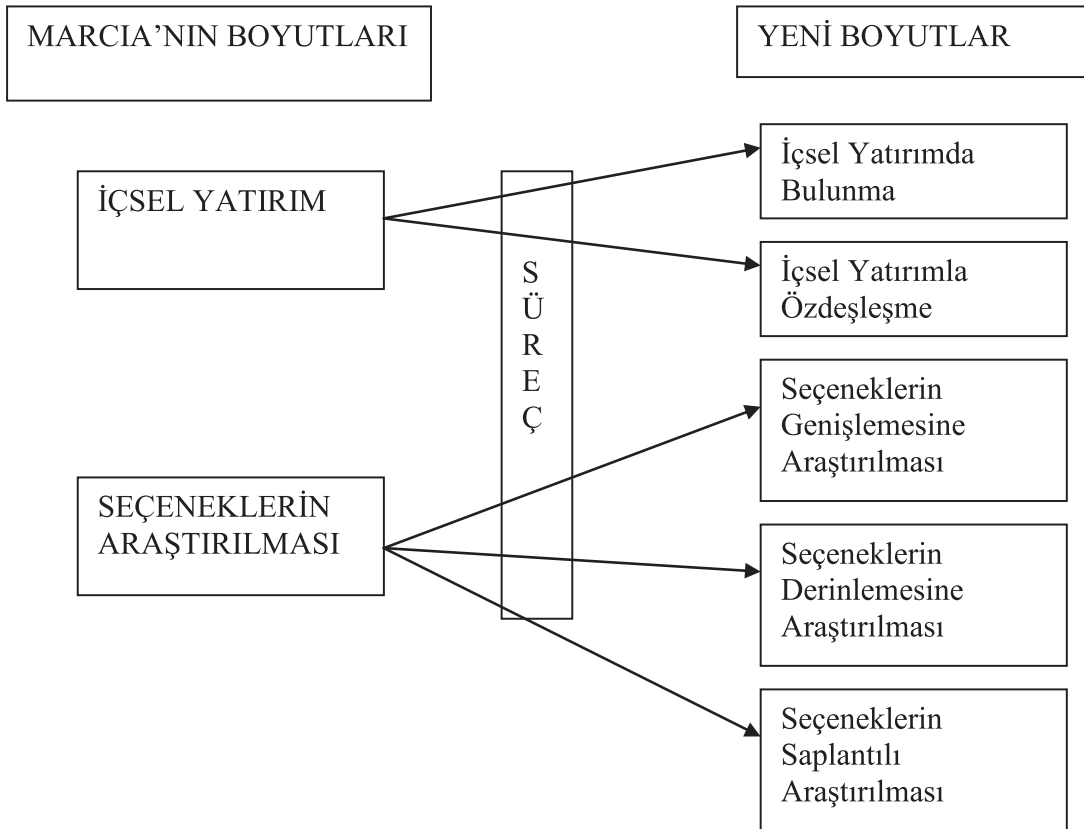 MARCIA’NIN BOYUTLARI
YENİ BOYUTLAR
İÇSEL YATIRIM
SEÇENEKLERİN
ARAŞTIRILMASI
S
Ü
R
E
Ç
İçsel Yatırımda
Bulunma
İçsel Yatırımla
Özdeşleşme
Seçeneklerin
Genişlemesine
Araştırılması
Seçeneklerin
Derinlemesine
Araştırılması
Seçeneklerin
Saplantılı
Araştırılması